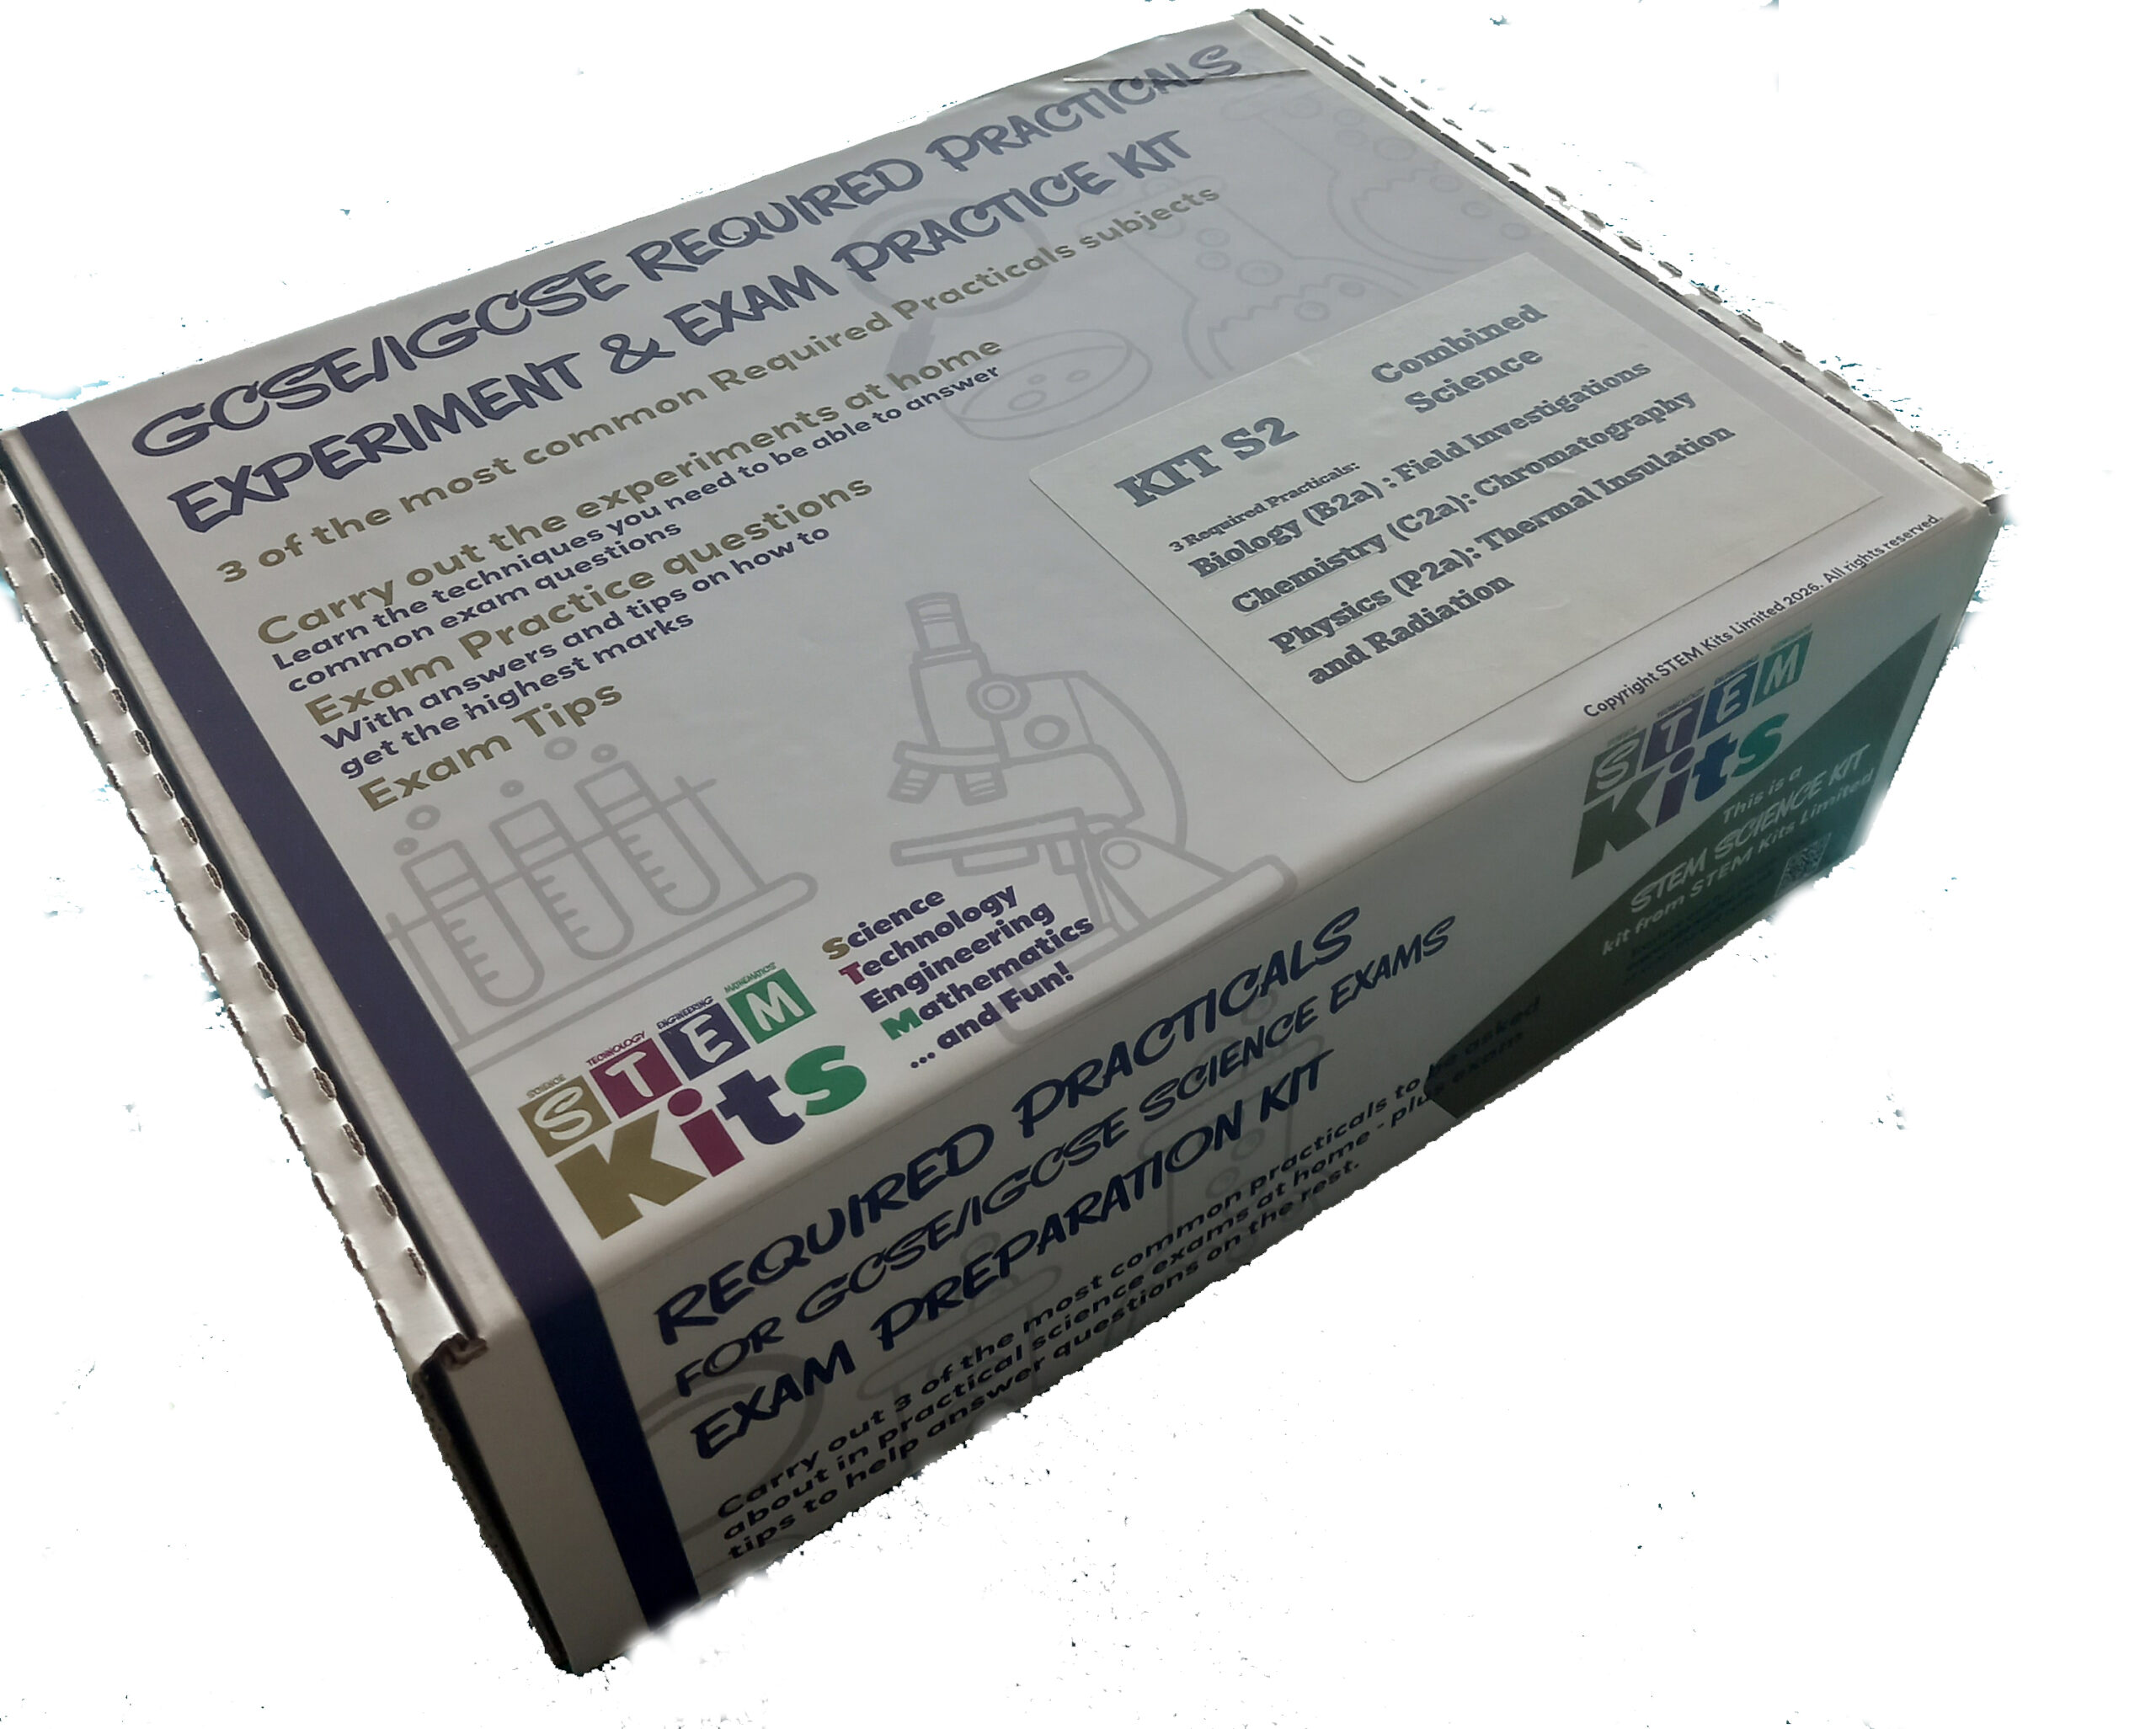 GCSE/IGCSE REQUIRED PRACTICALS
EXPERIMENT & EXAM PRACTICE KIT
3 of the most common Required Practicals subjects
Carry out the experiments at home
Learn the techniques you need to be able to answer
common exam questions
Exam Practice questions
With answers and tips on how to
get the highest marks
Exam Tips
KIT S2
Combined
Science
3 Required Practicals:
Biology (B2a) : Field Investigations
Chemistry (C2a): Chromatography
Physics (P2a): Thermal Insulation
and Radiation
Copyright STEM Kits Limited 2026. All rights reserved.
SCIENCE TECHNOLOGY ENGINEERING MATHEMATICS
STEM
Kits
Science
Technology
Engineering
Mathematics
... and Fun!
REQUIRED PRACTICALS
FOR GCSE/IGCSE SCIENCE EXAMS
EXAM PREPARATION KIT
Carry out 3 of the most common practicals to be asked
about in practical science exams at home - plus exam
tips to help answer questions on the rest.
STEM
Kits
This is a
STEM SCIENCE KIT
kit from STEM Kits Limited